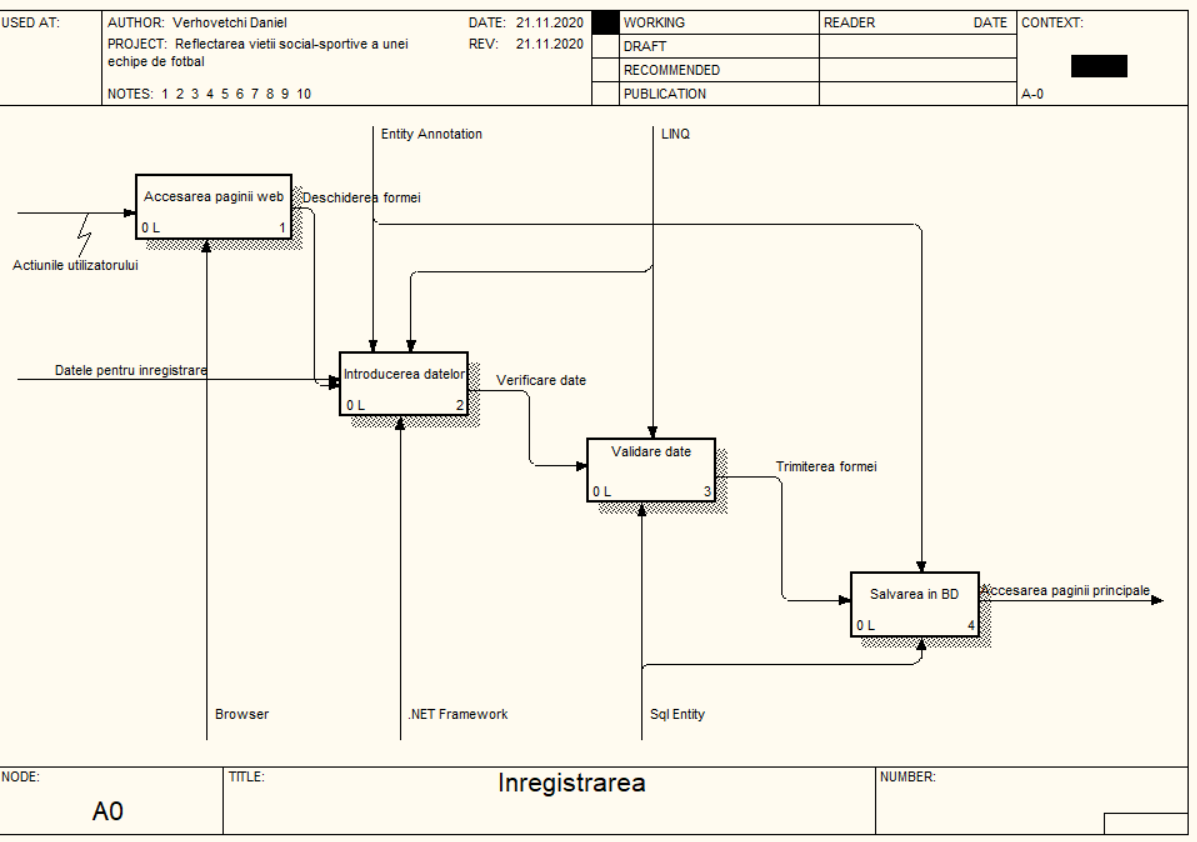 USED AT:
AUTHOR: Verhovetchi Daniel
DATE: 21.11.2020
PROJECT: Reflectarea vietii social-sportive a unei
echipe de fotbal
REV: 21.11.2020
NOTES: 1 2 3 4 5 6 7 8 9 10
WORKING
DRAFT
RECOMMENDED
PUBLICATION
READER DATE
CONTEXT:
A-0
Entity Annotation
LINQ
Accesarea paginii web
0 L 1
Deschiderea formei
Actiunile utilizatorului
Datele pentru inregistrare
Introducerea datelor
0 L 2
Verificare date
Validare date
0 L 3
Trimiterea formei
Salvarea in BD
0 L 4
Accesarea paginii principale
Browser
.NET Framework
Sql Entity
NODE:
A0
TITLE:
Inregistrarea
NUMBER: